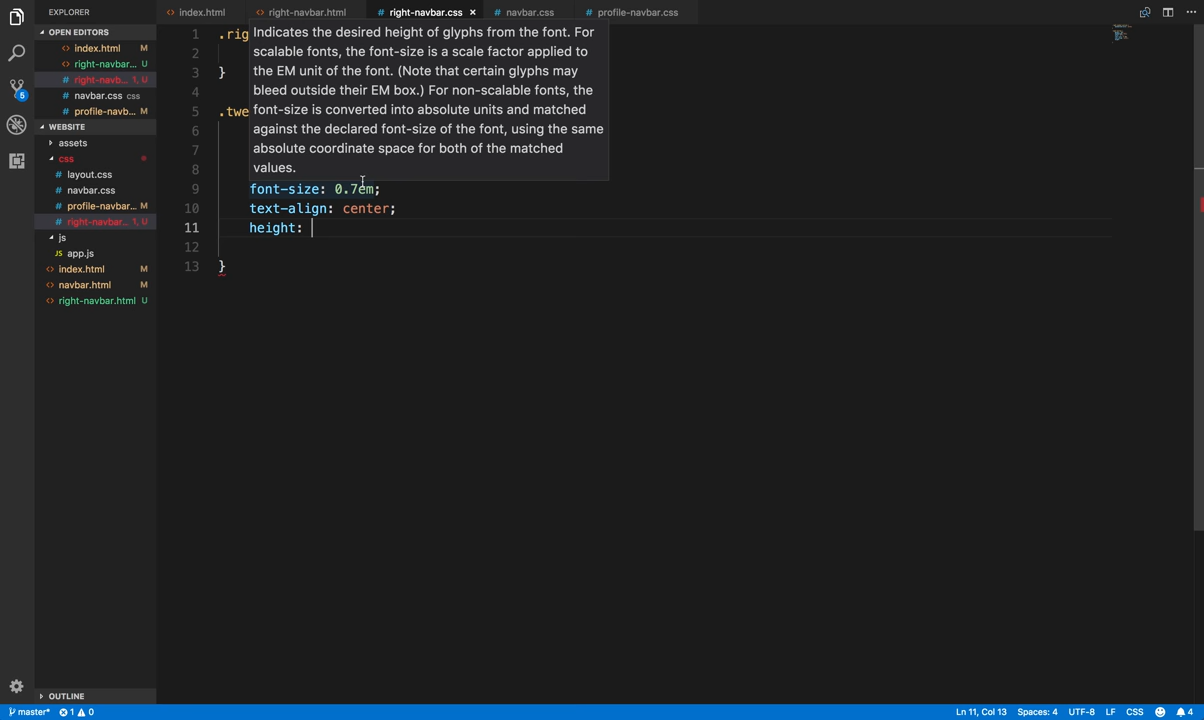 EXPLORER
index.html
right-navbar.html
right-navbar.css ×
navbar.css
profile-navbar.css
OPEN EDITORS
index.html M
right-navbar... U
right-navb... 1, U
navbar.css css
profile-navb... M
WEBSITE
assets
css
layout.css
navbar.css
profile-navbar... M
right-navbar... 1, U
js
JS app.js
index.html M
navbar.html M
right-navbar.html U
OUTLINE
5
1 .rig
2
3 }
4
5 .twe
6
7
8
9 font-size: 0.7em;
10 text-align: center;
11 height:
12
13 }
Indicates the desired height of glyphs from the font. For
scalable fonts, the font-size is a scale factor applied to
the EM unit of the font. (Note that certain glyphs may
bleed outside their EM box.) For non-scalable fonts, the
font-size is converted into absolute units and matched
against the declared font-size of the font, using the same
absolute coordinate space for both of the matched
values.
master* 1 0
Ln 11, Col 13 Spaces: 4 UTF-8 LF CSS 4